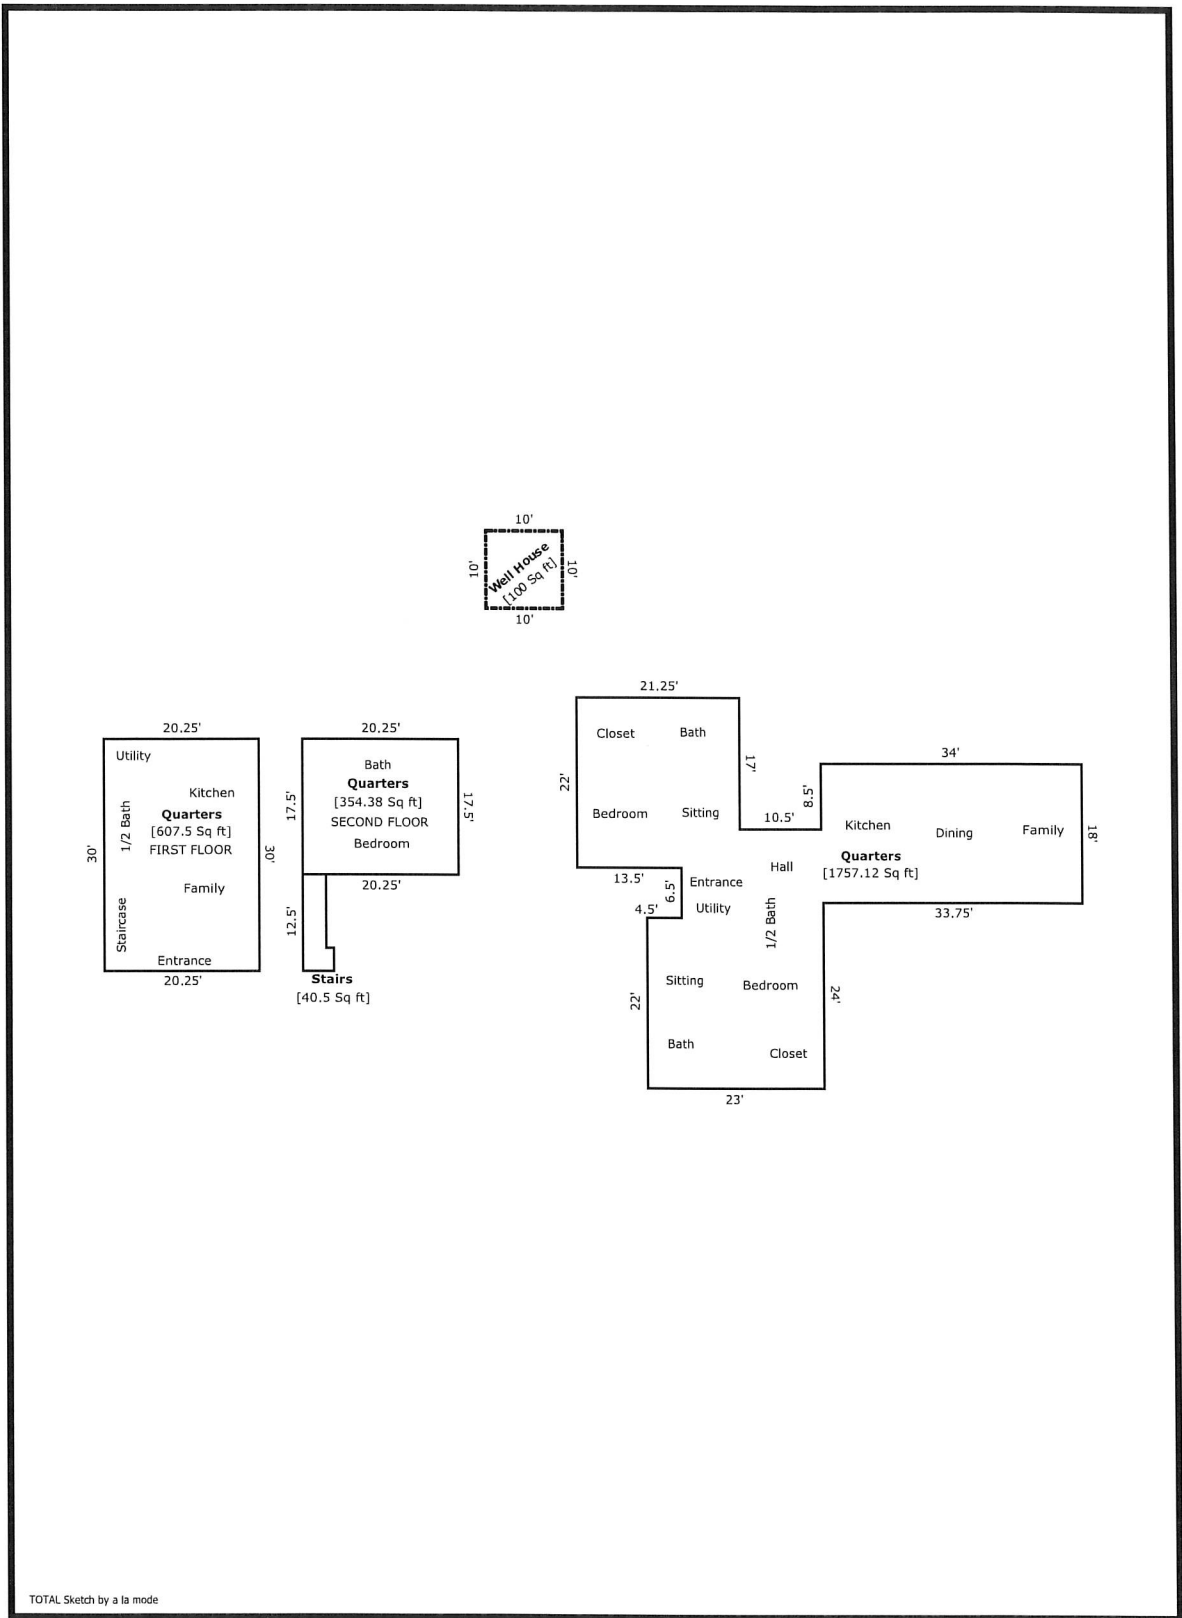 10'
10'
Well House
[100 Sq ft]
10'
10'
20.25'
Utility
Kitchen
1/2 Bath
Quarters
[607.5 Sq ft]
FIRST FLOOR
30'
30'
Family
Staircase
Entrance
20.25'
20.25'
Bath
Quarters
[354.38 Sq ft]
SECOND FLOOR
Bedroom
17.5'
17.5'
20.25'
12.5'
Stairs
[40.5 Sq ft]
21.25'
Closet
Bath
22'
17'
Bedroom
Sitting
10.5'
8.5'
34'
Kitchen
Dining
Family
18'
Quarters
[1757.12 Sq ft]
Hall
13.5'
6.5'
Entrance
4.5'
Utility
1/2 Bath
33.75'
Sitting
Bedroom
22'
24'
Bath
Closet
23'
TOTAL Sketch by a la mode